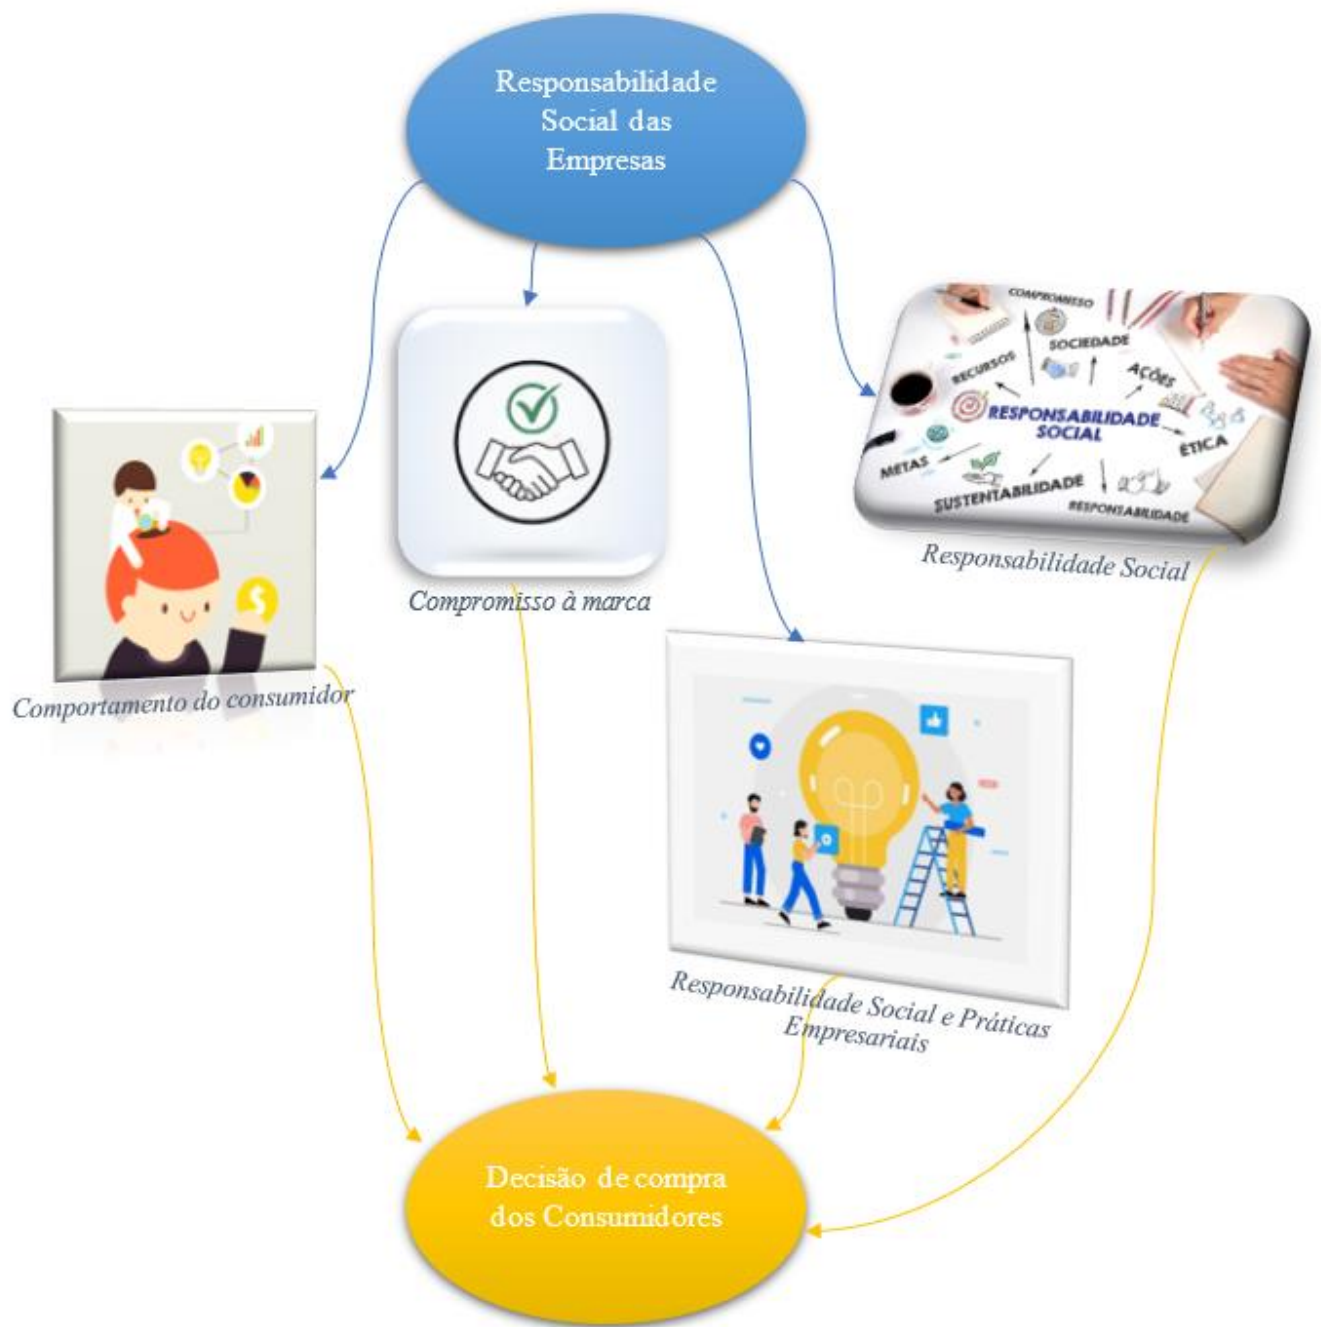 Responsabilidade
Social das
Empresas
COMPROMISSO
SOCIEDADE
RECURSOS
AÇÕES
RESPONSABILIDADE
SOCIAL
ÉTICA
METAS
SUSTENTABILIDADE
RESPONSABILIDADE
Responsabilidade Social
Compromisso à marca
$
Comportamento do consumidor
Responsabilidade Social e Práticas
Empresariais
Decisão de compra
dos Consumidores